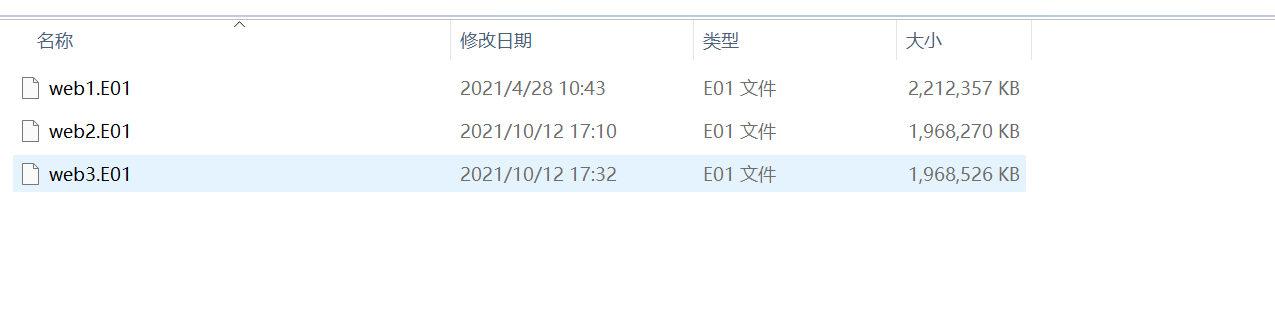 名称 修改日期 类型 大小
web1.E01 2021/4/28 10:43 E01 文件 2,212,357 KB
web2.E01 2021/10/12 17:10 E01 文件 1,968,270 KB
web3.E01 2021/10/12 17:32 E01 文件 1,968,526 KB